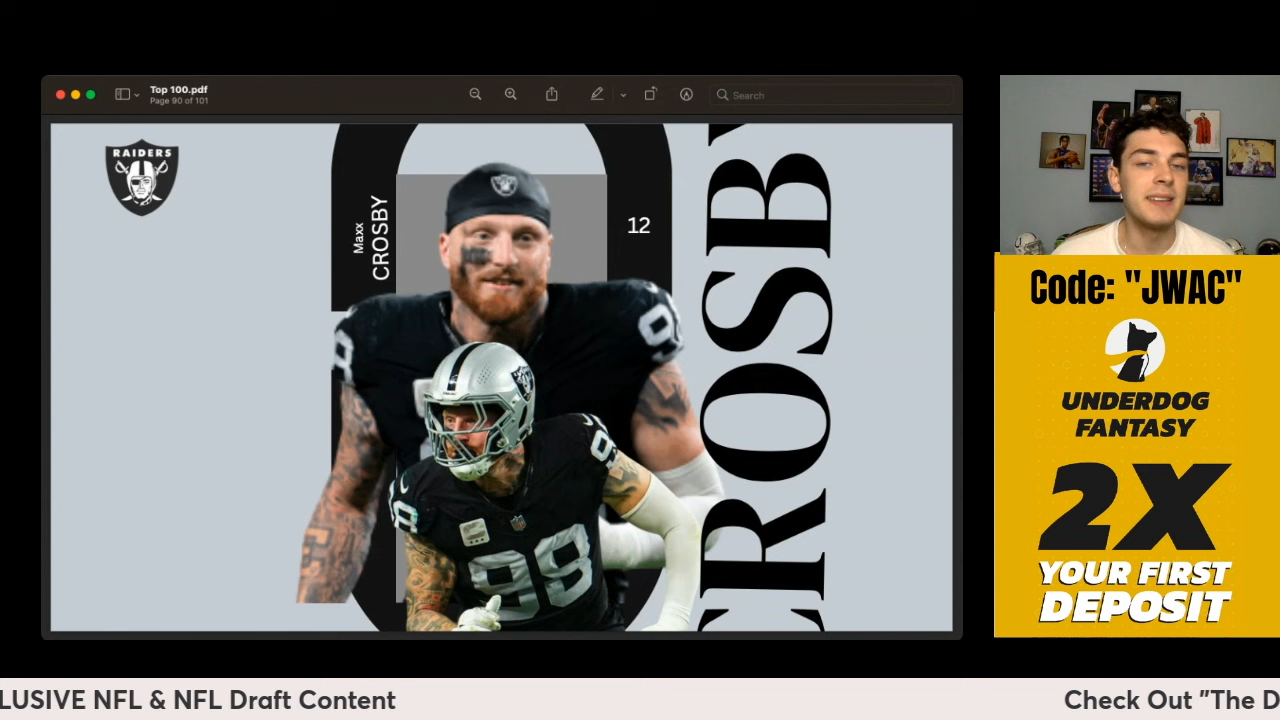 Top 100.pdf
Page 90 of 101
Search
RAIDERS
Maxx
CROSBY
12
98
98
CROSBY
Code: "JWAC"
UNDERDOG
FANTASY
2X
YOUR FIRST
DEPOSIT
LUSIVE NFL & NFL Draft Content
Check Out "The D